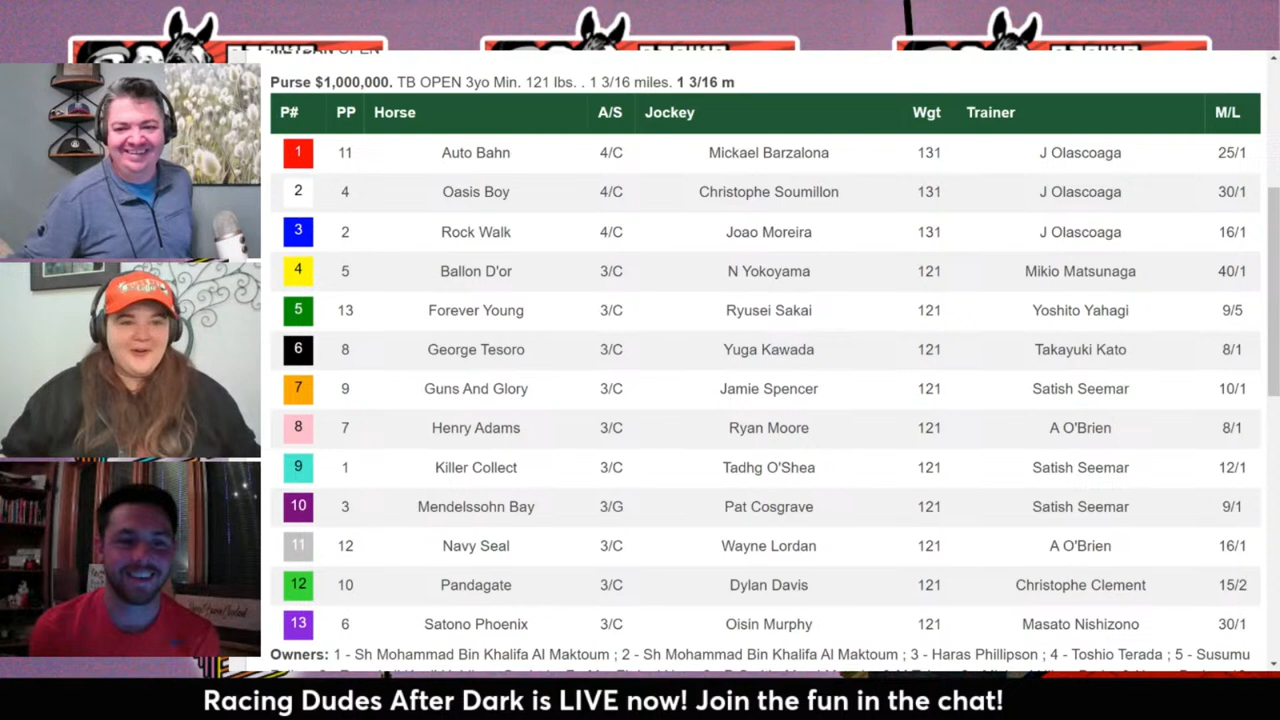 Purse $1,000,000. TB OPEN 3yo Min. 121 lbs. . 1 3/16 miles. 1 3/16 m
P# PP Horse A/S Jockey Wgt Trainer M/L
1 11 Auto Bahn 4/C Mickael Barzalona 131 J Olascoaga 25/1
2 4 Oasis Boy 4/C Christophe Soumillon 131 J Olascoaga 30/1
3 2 Rock Walk 4/C Joao Moreira 131 J Olascoaga 16/1
4 5 Ballon D'or 3/C N Yokoyama 121 Mikio Matsunaga 40/1
5 13 Forever Young 3/C Ryusei Sakai 121 Yoshito Yahagi 9/5
6 8 George Tesoro 3/C Yuga Kawada 121 Takayuki Kato 8/1
7 9 Guns And Glory 3/C Jamie Spencer 121 Satish Seemar 10/1
8 7 Henry Adams 3/C Ryan Moore 121 A O'Brien 8/1
9 1 Killer Collect 3/C Tadhg O'Shea 121 Satish Seemar 12/1
10 3 Mendelssohn Bay 3/G Pat Cosgrave 121 Satish Seemar 9/1
11 12 Navy Seal 3/C Wayne Lordan 121 A O'Brien 16/1
12 10 Pandagate 3/C Dylan Davis 121 Christophe Clement 15/2
13 6 Satono Phoenix 3/C Oisin Murphy 121 Masato Nishizono 30/1
Owners: 1 - Sh Mohammad Bin Khalifa Al Maktoum ; 2 - Sh Mohammad Bin Khalifa Al Maktoum ; 3 - Haras Phillipson ; 4 - Toshio Terada ; 5 - Susumu
Racing Dudes After Dark is LIVE now! Join the fun in the chat!